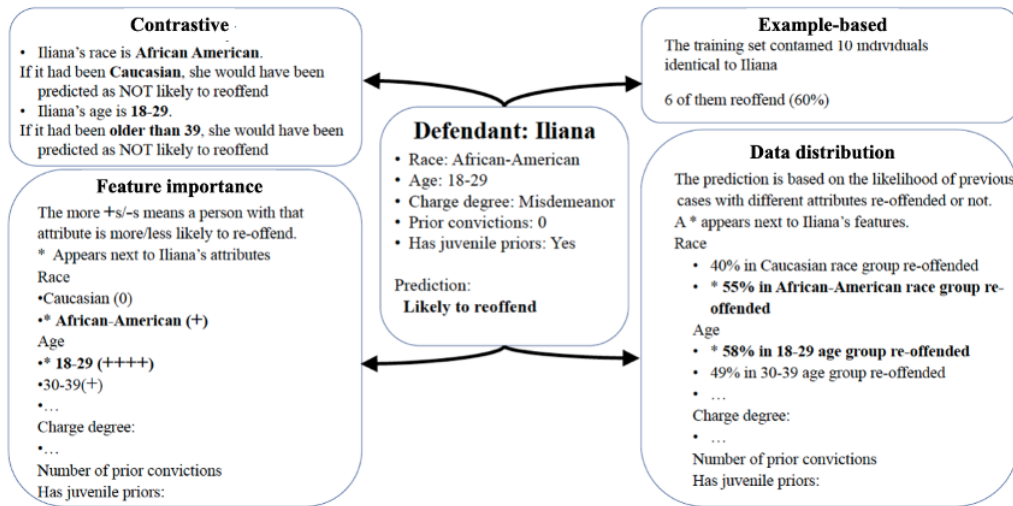 Contrastive
• Iliana's race is African American.
If it had been Caucasian, she would have been
predicted as NOT likely to reoffend
• Iliana's age is 18-29.
If it had been older than 39, she would have been
predicted as NOT likely to reoffend
Example-based
The training set contained 10 individuals
identical to Iliana
6 of them reoffend (60%)
Defendant: Iliana
• Race: African-American
• Age: 18-29
• Charge degree: Misdemeanor
• Prior convictions: 0
• Has juvenile priors: Yes
Prediction:
Likely to reoffend
Feature importance
The more +s/-s means a person with that
attribute is more/less likely to re-offend.
* Appears next to Iliana's attributes
Race
•Caucasian (0)
•* African-American (+)
Age
•* 18-29 (++++)
•30-39(+)
•…
Charge degree:
•…
Number of prior convictions
Has juvenile priors:
Data distribution
The prediction is based on the likelihood of previous
cases with different attributes re-offended or not.
A * appears next to Iliana's features.
Race
• 40% in Caucasian race group re-offended
• * 55% in African-American race group re-
offended
Age
• * 58% in 18-29 age group re-offended
• 49% in 30-39 age group re-offended
• …
Charge degree:
• …
Number of prior convictions
Has juvenile priors: